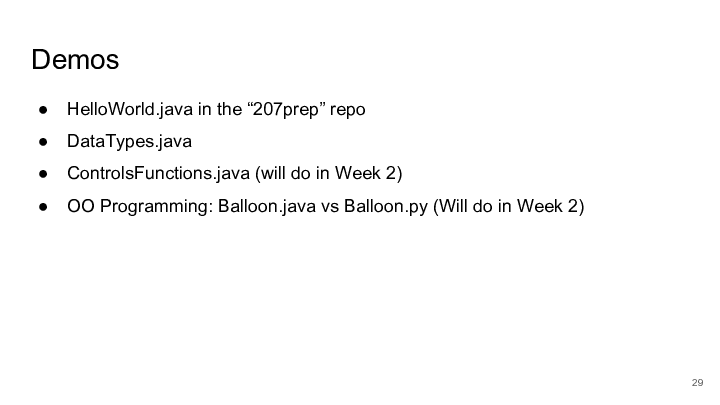 Demos
● HelloWorld.java in the “207prep” repo
● DataTypes.java
● ControlsFunctions.java (will do in Week 2)
● OO Programming: Balloon.java vs Balloon.py (Will do in Week 2)
29